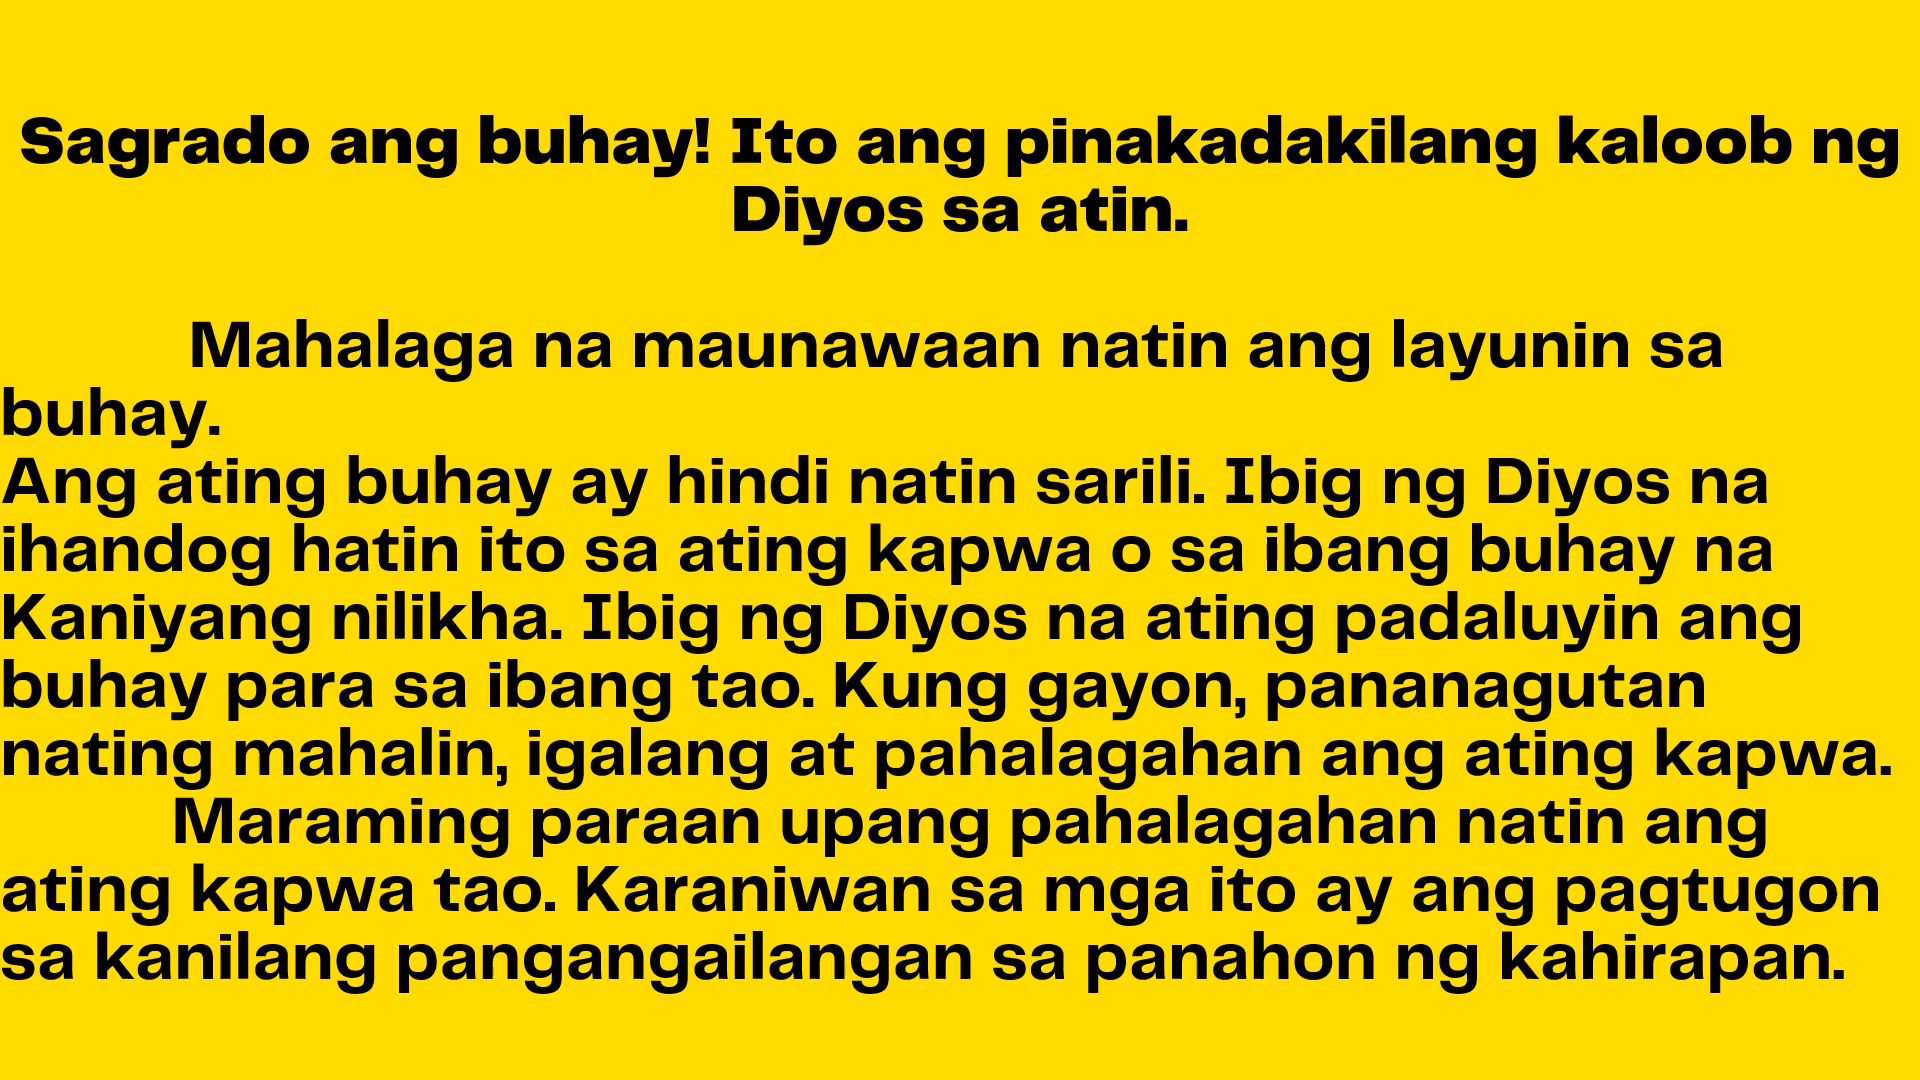 Sagrado ang buhay! Ito ang pinakadakilang kaloob ng
Diyos sa atin.
Mahalaga na maunawaan natin ang layunin sa
buhay.
Ang ating buhay ay hindi natin sarili. Ibig ng Diyos na
ihandog hatin ito sa ating kapwa o sa ibang buhay na
Kaniyang nilikha. Ibig ng Diyos na ating padaluyin ang
buhay para sa ibang tao. Kung gayon, pananagutan
nating mahalin, igalang at pahalagahan ang ating kapwa.
Maraming paraan upang pahalagahan natin ang
ating kapwa tao. Karaniwan sa mga ito ay ang pagtugon
sa kanilang pangangailangan sa panahon ng kahirapan.